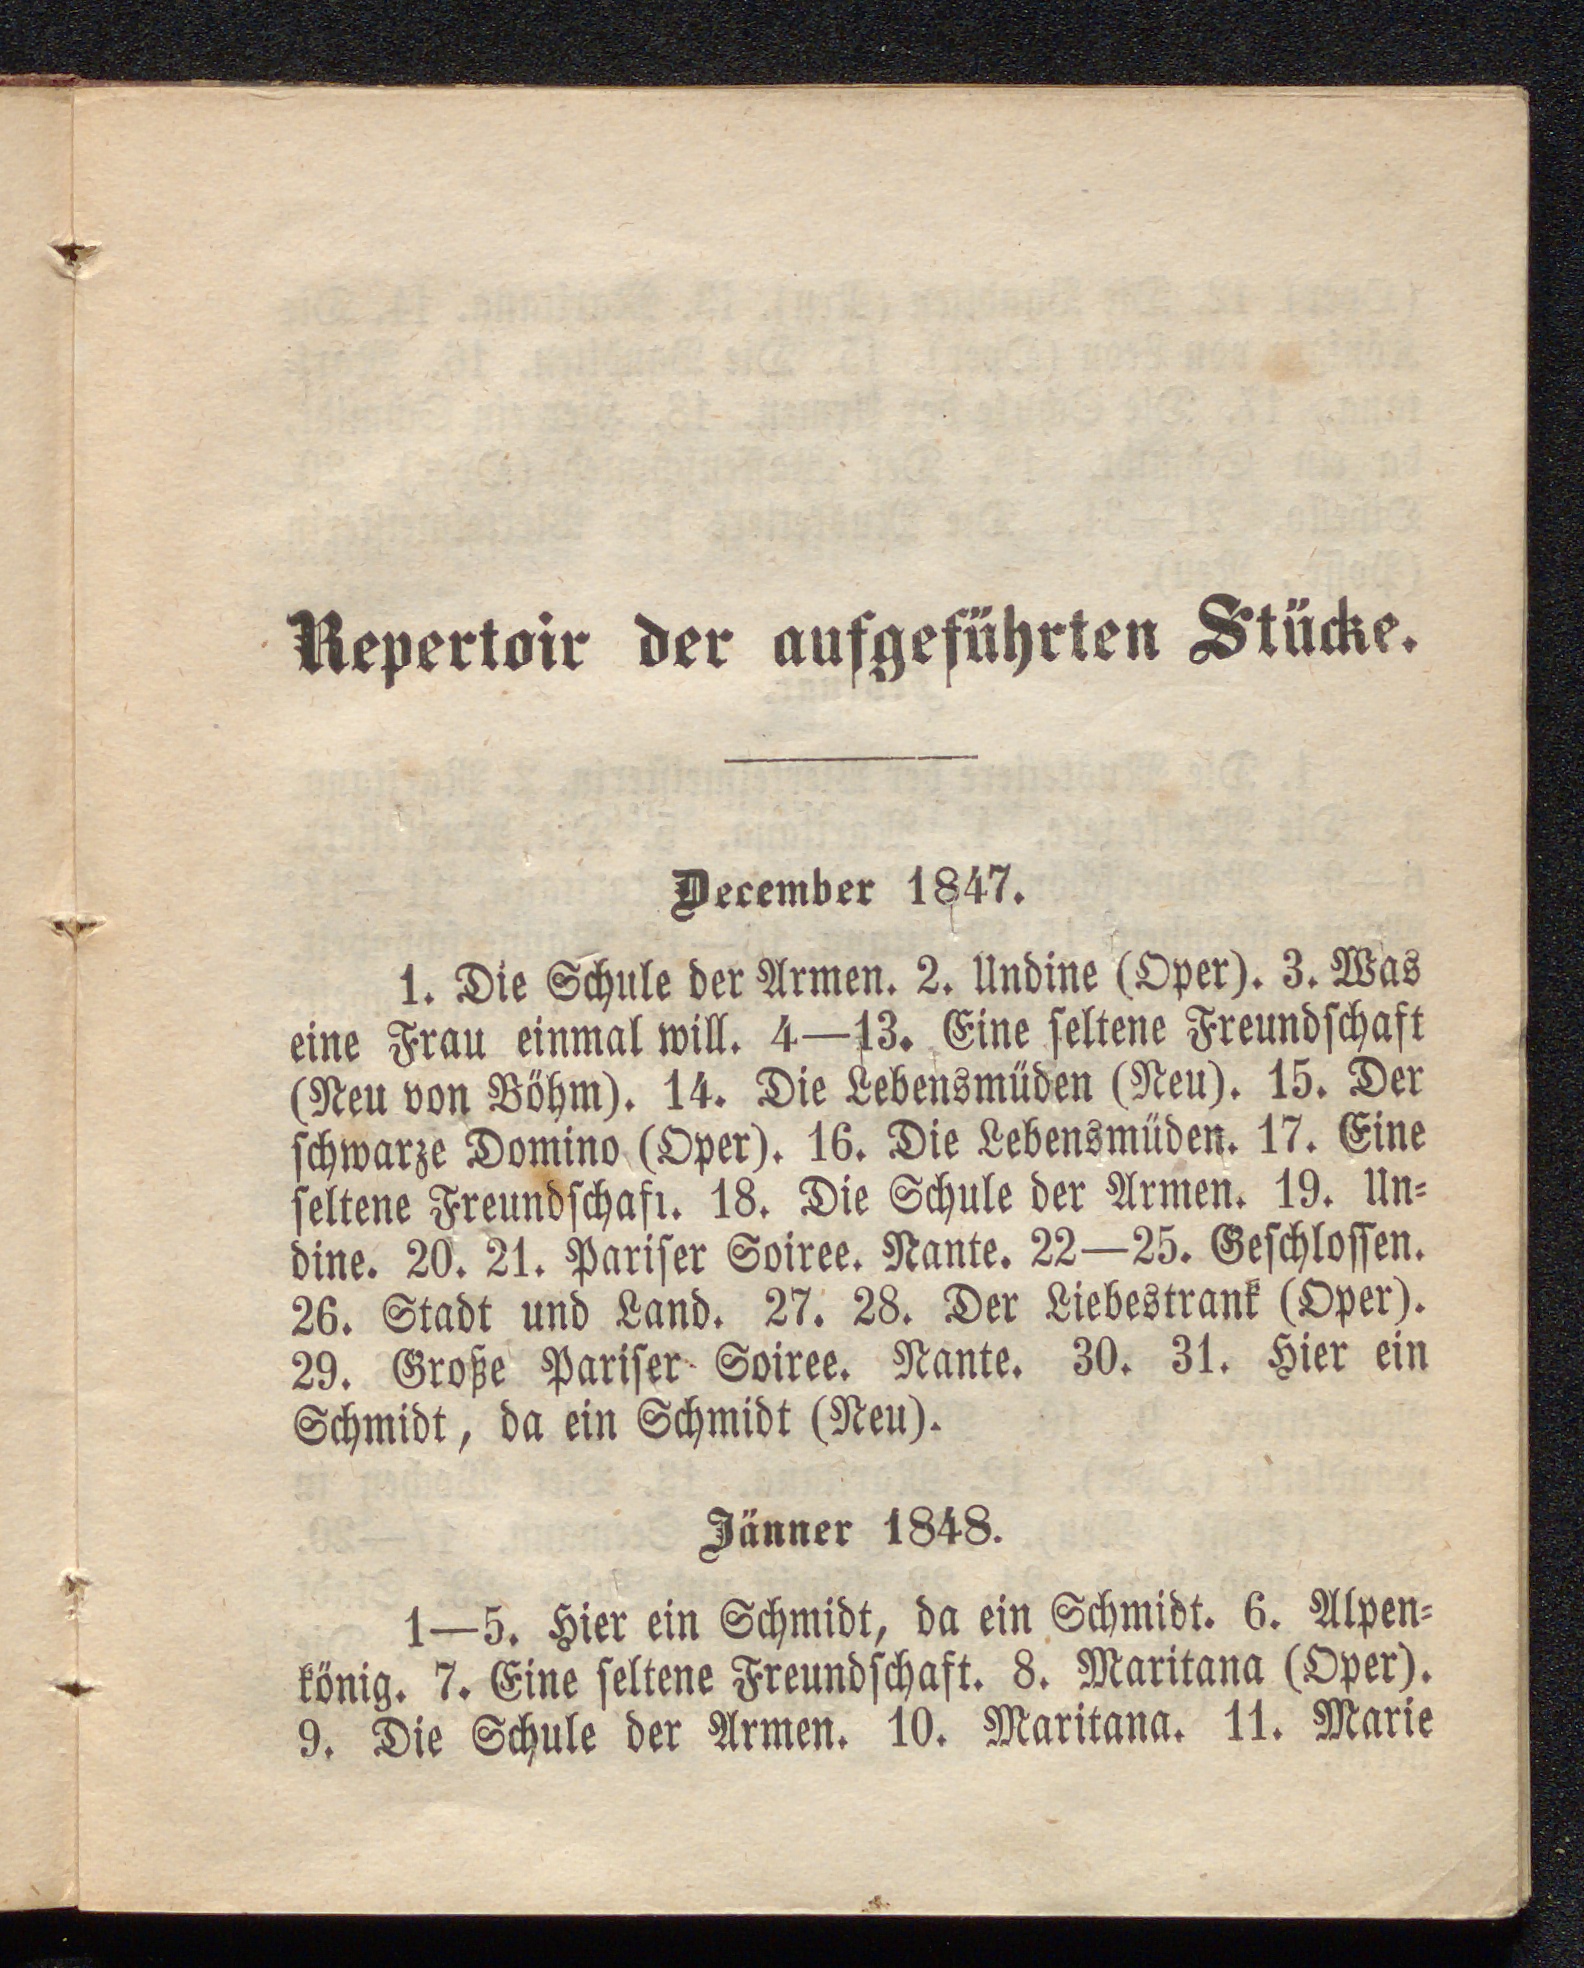 Repertoir der aufgeführten Stücke.
December 1847.
1. Die Schule der Armen. 2. Undine (Oper). 3. Was
eine Frau einmal will. 4—13. Eine seltene Freundschaft
(Neu von Böhm). 14. Die Lebensmüden (Neu). 15. Der
schwarze Domino (Oper). 16. Die Lebensmüden. 17. Eine
seltene Freundschaft. 18. Die Schule der Armen. 19. Un-
dine. 20. 21. Pariser Soiree. Nante. 22—25. Geschlossen.
26. Stadt und Land. 27. 28. Der Liebestrank (Oper).
29. Große Pariser Soiree. Nante. 30. 31. Hier ein
Schmidt, da ein Schmidt (Neu).
Jänner 1848.
1—5. Hier ein Schmidt, da ein Schmidt. 6. Alpen-
könig. 7. Eine seltene Freundschaft. 8. Maritana (Oper).
9. Die Schule der Armen. 10. Maritana. 11. Marie